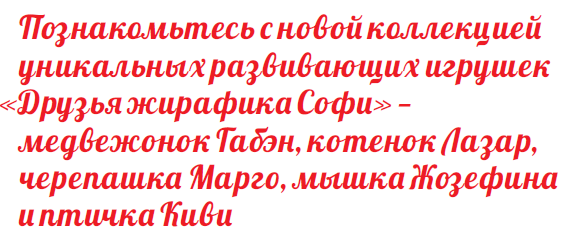 Познакомьтесь с новой коллекцией
уникальных развивающих игрушек
«Друзья жирафика Софи» –
медвежонок Габэн, котенок Лазар,
черепашка Марго, мышка Жозефина
и птичка Киви